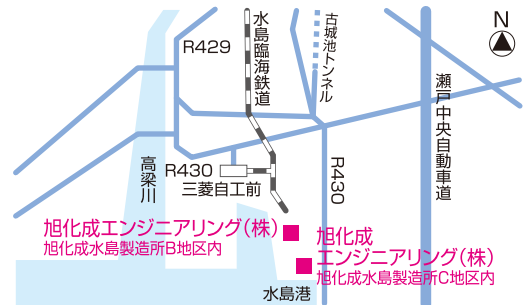 N
R429
水島臨海鉄道
古城池トンネル
瀬戸中央自動車道
高梁川
R430
三菱自工前
R430
旭化成エンジニアリング(株)
旭化成水島製造所B地区内
旭化成
エンジニアリング(株)
旭化成水島製造所C地区内
水島港